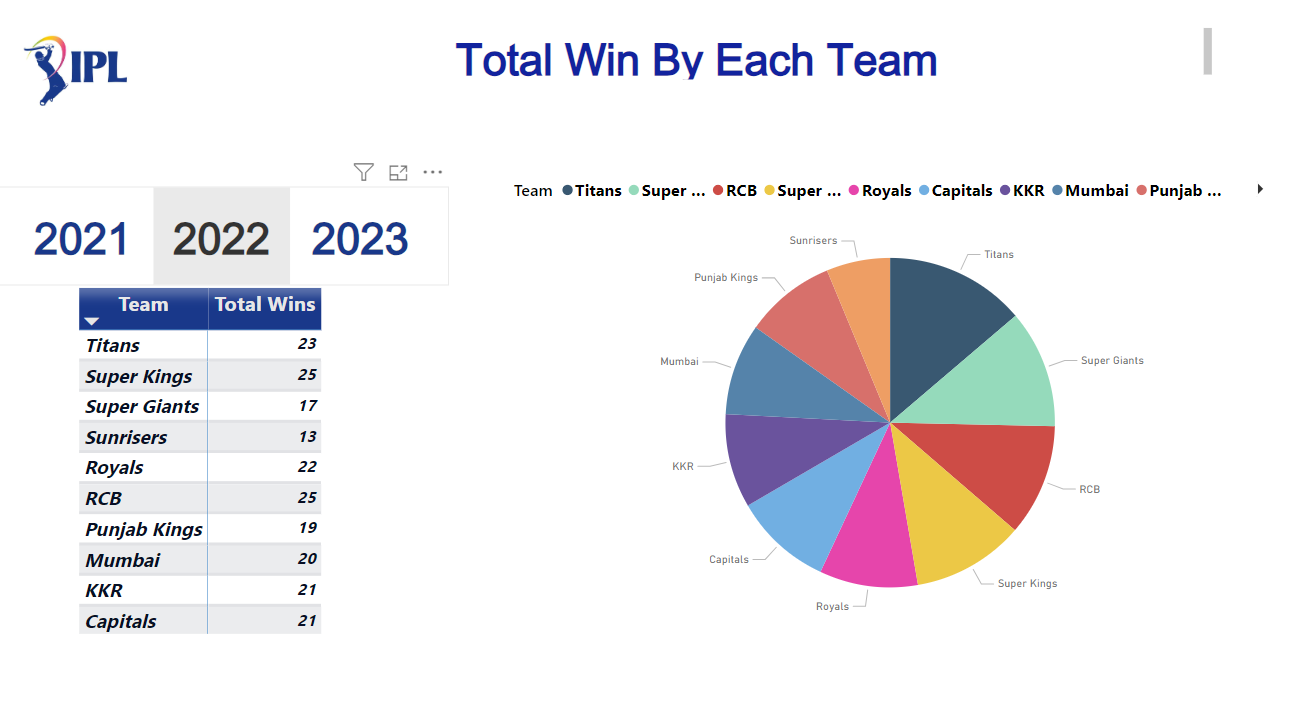 IPL
Total Win By Each Team
2021 2022 2023
Team Total Wins
Titans 23
Super Kings 25
Super Giants 17
Sunrisers 13
Royals 22
RCB 25
Punjab Kings 19
Mumbai 20
KKR 21
Capitals 21
Team Titans Super ... RCB Super ... Royals Capitals KKR Mumbai Punjab ...
Sunrisers
Titans
Punjab Kings
Mumbai
Super Giants
KKR
RCB
Capitals
Super Kings
Royals